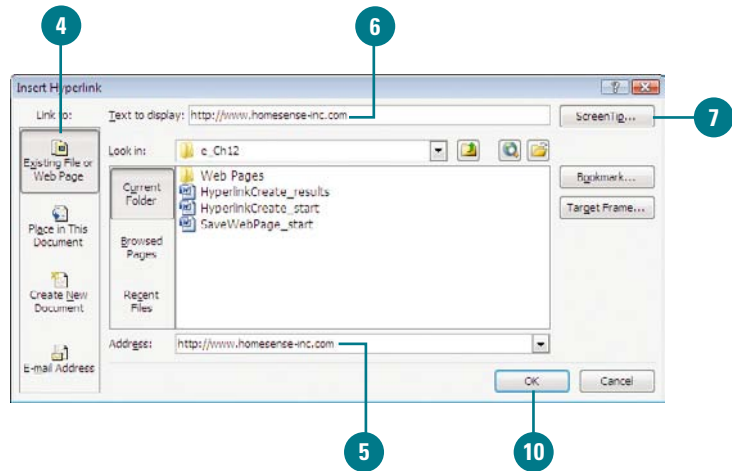 4
6
Insert Hyperlink
Link to:
Text to display: http://www.homesense-inc.com
ScreenTip...
7
Existing File or
Web Page
Look in:
e_Ch12
Current
Folder
Web Pages
HyperlinkCreate_results
HyperlinkCreate_start
SaveWebPage_start
Bookmark...
Target Frame...
Place in This
Document
Browsed
Pages
Create New
Document
Recent
Files
E-mail Address
Address:
http://www.homesense-inc.com
OK
Cancel
5
10